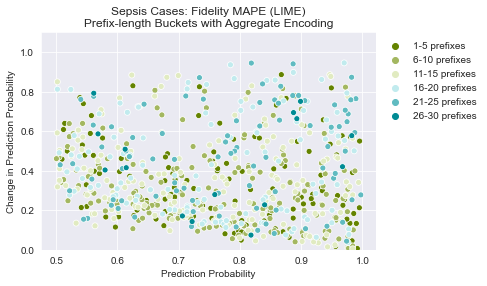 Sepsis Cases: Fidelity MAPE (LIME)
Prefix-length Buckets with Aggregate Encoding
Change in Prediction Probability
1.0
0.8
0.6
0.4
0.2
0.0
0.5
0.6
0.7
0.8
0.9
1.0
Prediction Probability
1-5 prefixes
6-10 prefixes
11-15 prefixes
16-20 prefixes
21-25 prefixes
26-30 prefixes